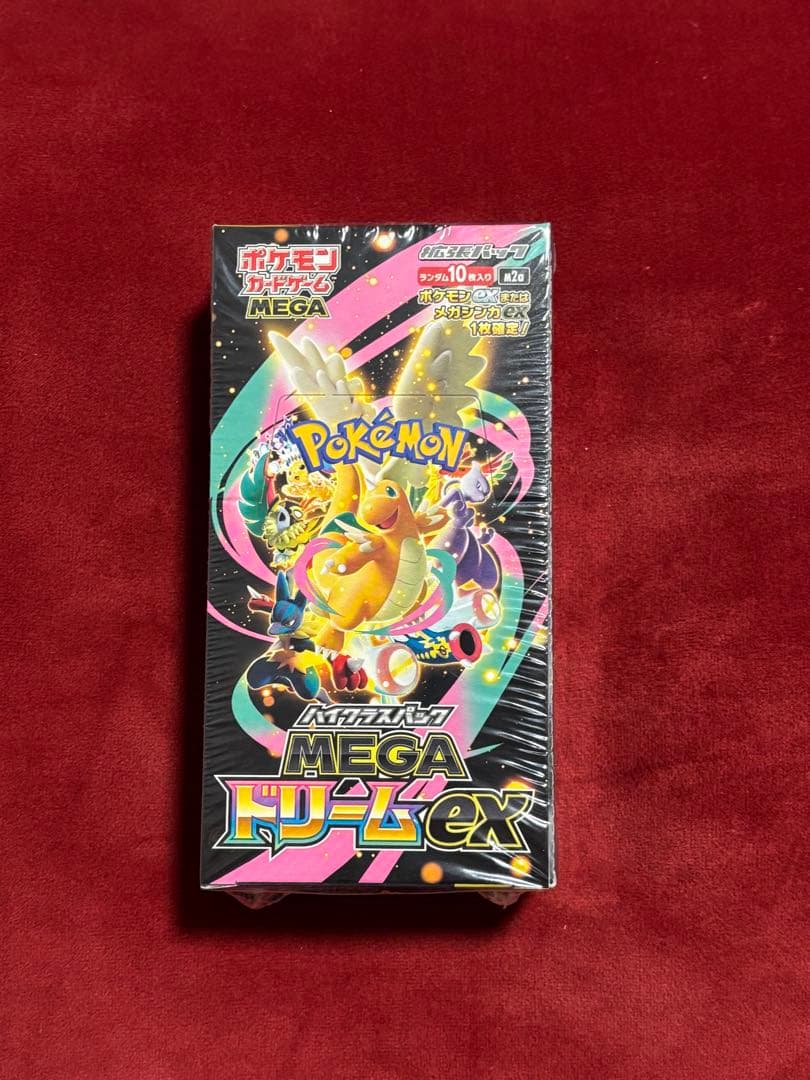 ポケモン
カードゲーム
MEGA
拡張パック
ランダム10枚入り M2a
ポケモンexまたは
メガシンカex
1枚確定!
POKÉMON
ハイクラスパック
MEGA
ドリームex